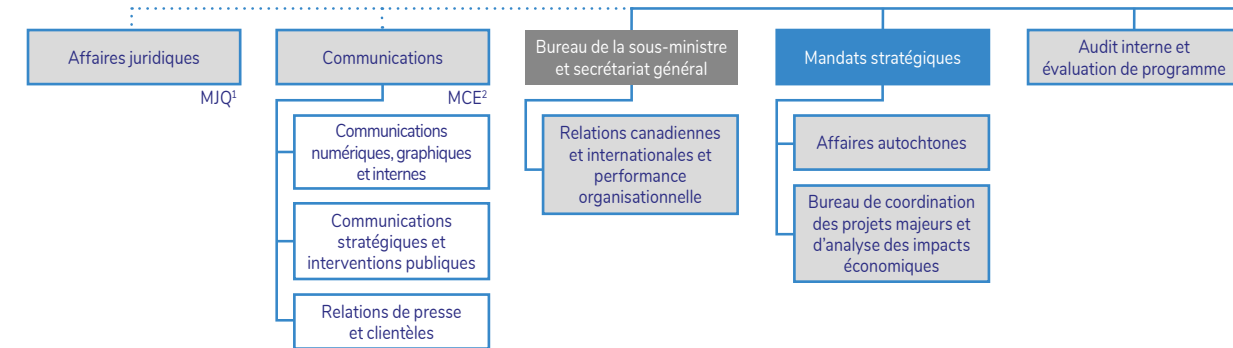 Affaires juridiques
MJQ¹
Communications
MCE²
Communications
numériques, graphiques
et internes
Communications
stratégiques et
interventions publiques
Relations de presse
et clientèles
Bureau de la sous-ministre
et secrétariat général
Relations canadiennes
et internationales et
performance
organisationnelle
Mandats stratégiques
Affaires autochtones
Bureau de coordination
des projets majeurs et
d’analyse des impacts
économiques
Audit interne et
évaluation de programme